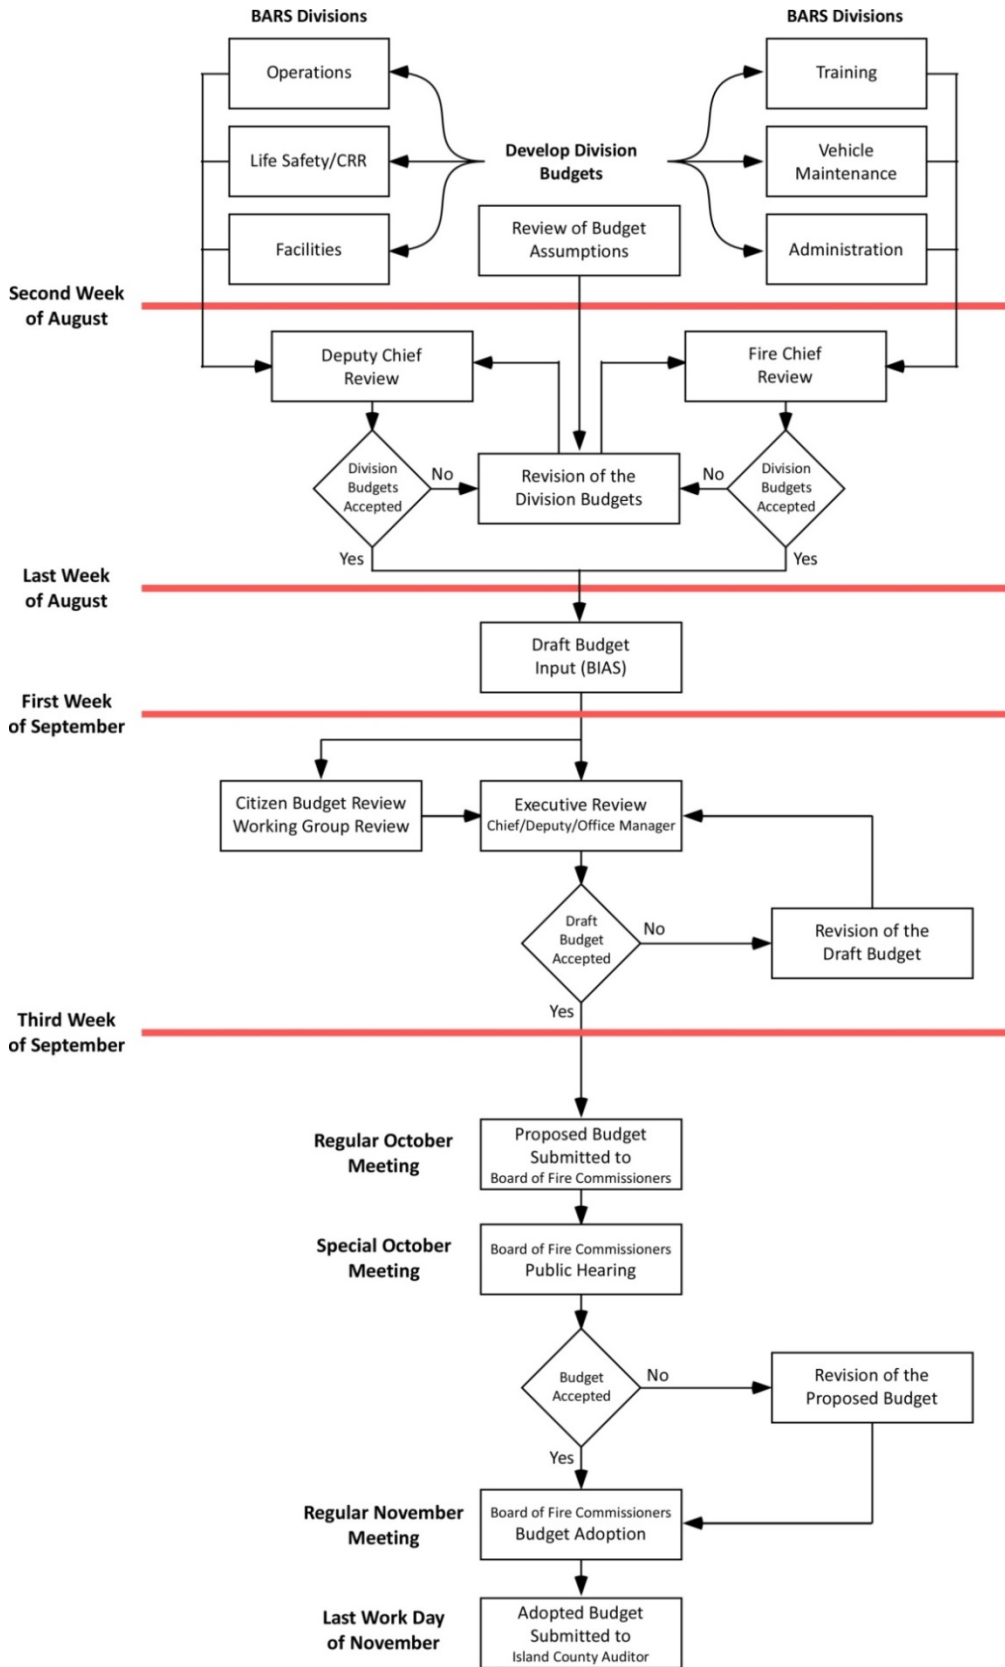 BARS Divisions
BARS Divisions
Operations
Training
Life Safety/CRR
Develop Division
Budgets
Vehicle
Maintenance
Facilities
Review of Budget
Assumptions
Administration
Second Week
of August
Deputy Chief
Review
Fire Chief
Review
Division
Budgets
Accepted
No
Revision of the
Division Budgets
No
Division
Budgets
Accepted
Yes
Yes
Last Week
of August
Draft Budget
Input (BIAS)
First Week
of September
Citizen Budget Review
Working Group Review
Executive Review
Chief/Deputy/Office Manager
Draft
Budget
Accepted
No
Revision of the
Draft Budget
Yes
Third Week
of September
Regular October
Meeting
Proposed Budget
Submitted to
Board of Fire Commissioners
Special October
Meeting
Board of Fire Commissioners
Public Hearing
Budget
Accepted
No
Revision of the
Proposed Budget
Yes
Regular November
Meeting
Board of Fire Commissioners
Budget Adoption
Last Work Day
of November
Adopted Budget
Submitted to
Island County Auditor